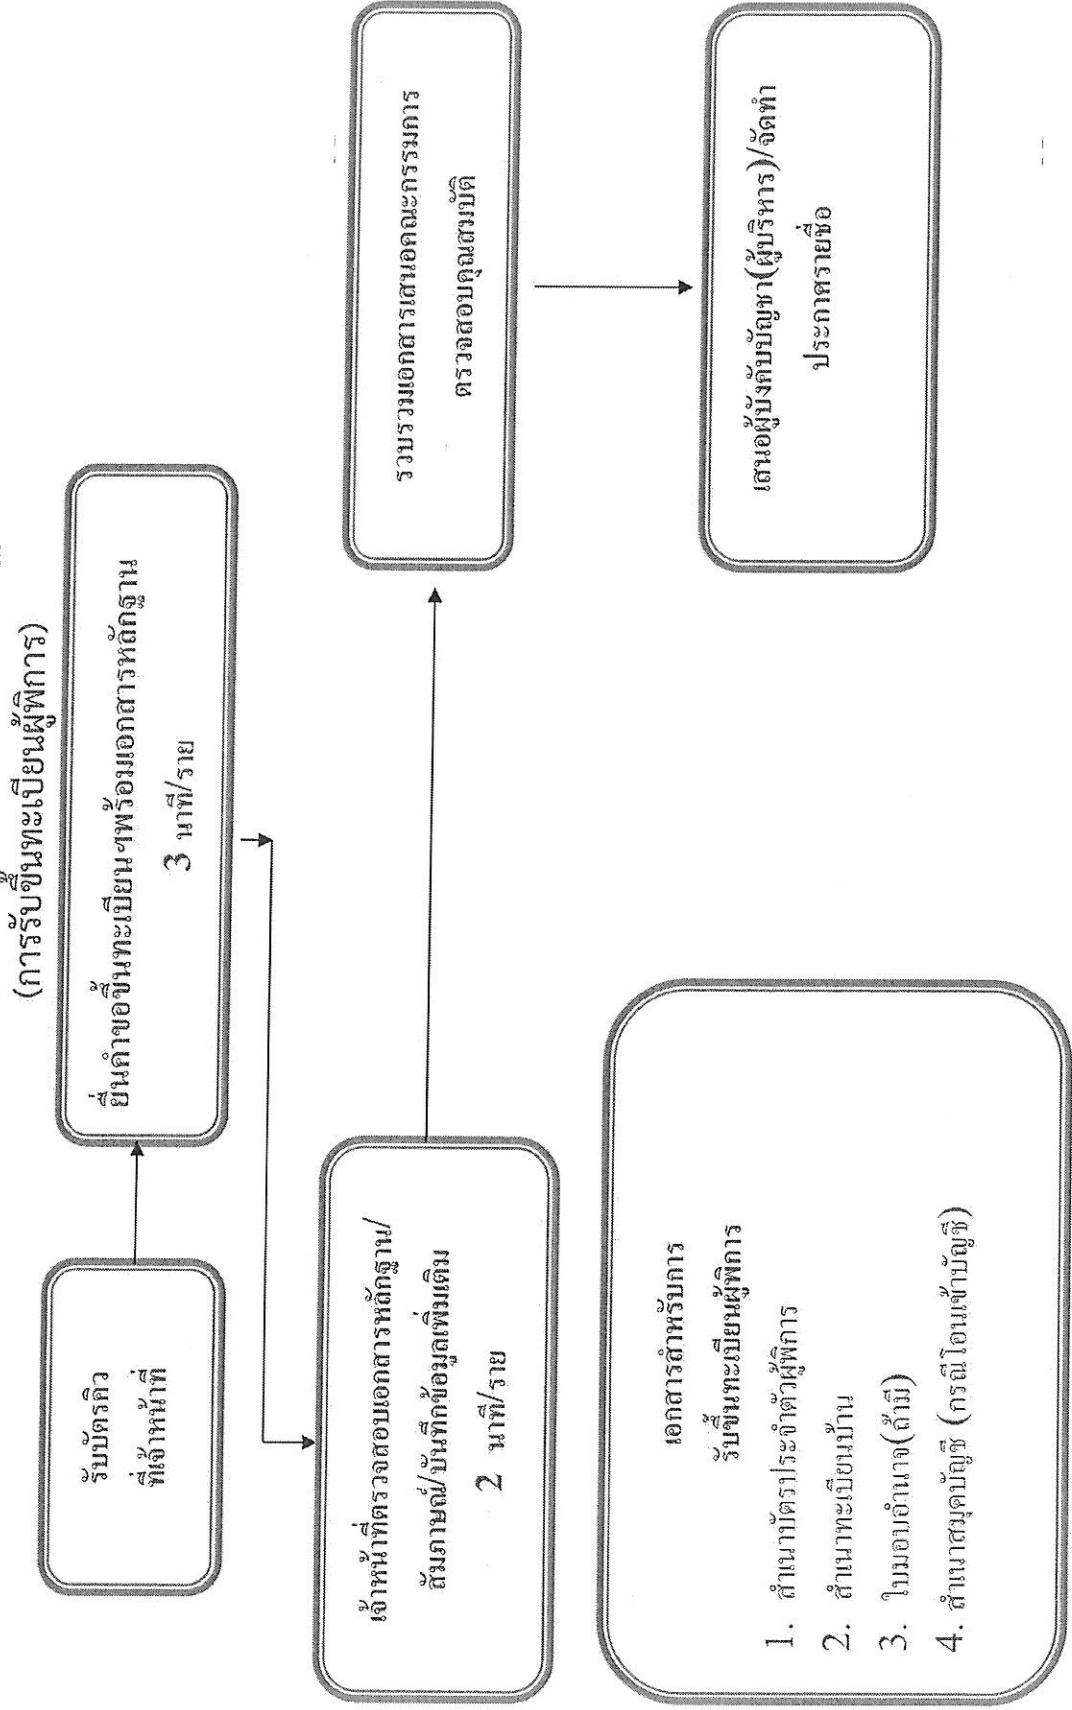 (การรับขึ้นทะเบียนผู้พิการ)
รับบัตรคิว
ที่เจ้าหน้าที่
ยื่นคำขอขึ้นทะเบียนฯพร้อมเอกสารหลักฐาน
3 นาที/ราย
เจ้าหน้าที่ตรวจสอบเอกสารหลักฐาน/
สัมภาษณ์/บันทึกข้อมูลเพิ่มเติม
2 นาที/ราย
รวบรวมเอกสารเสนอคณะกรรมการ
ตรวจสอบคุณสมบัติ
เสนอผู้บังคับบัญชา(ผู้บริหาร)/จัดทำ
ประกาศรายชื่อ
เอกสารสำหรับการ
รับขึ้นทะเบียนผู้พิการ
1. สำเนาบัตรประจำตัวผู้พิการ
2. สำเนาทะเบียนบ้าน
3. ใบมอบอำนาจ(ถ้ามี)
4. สำเนาสมุดบัญชี (กรณีโอนเข้าบัญชี)